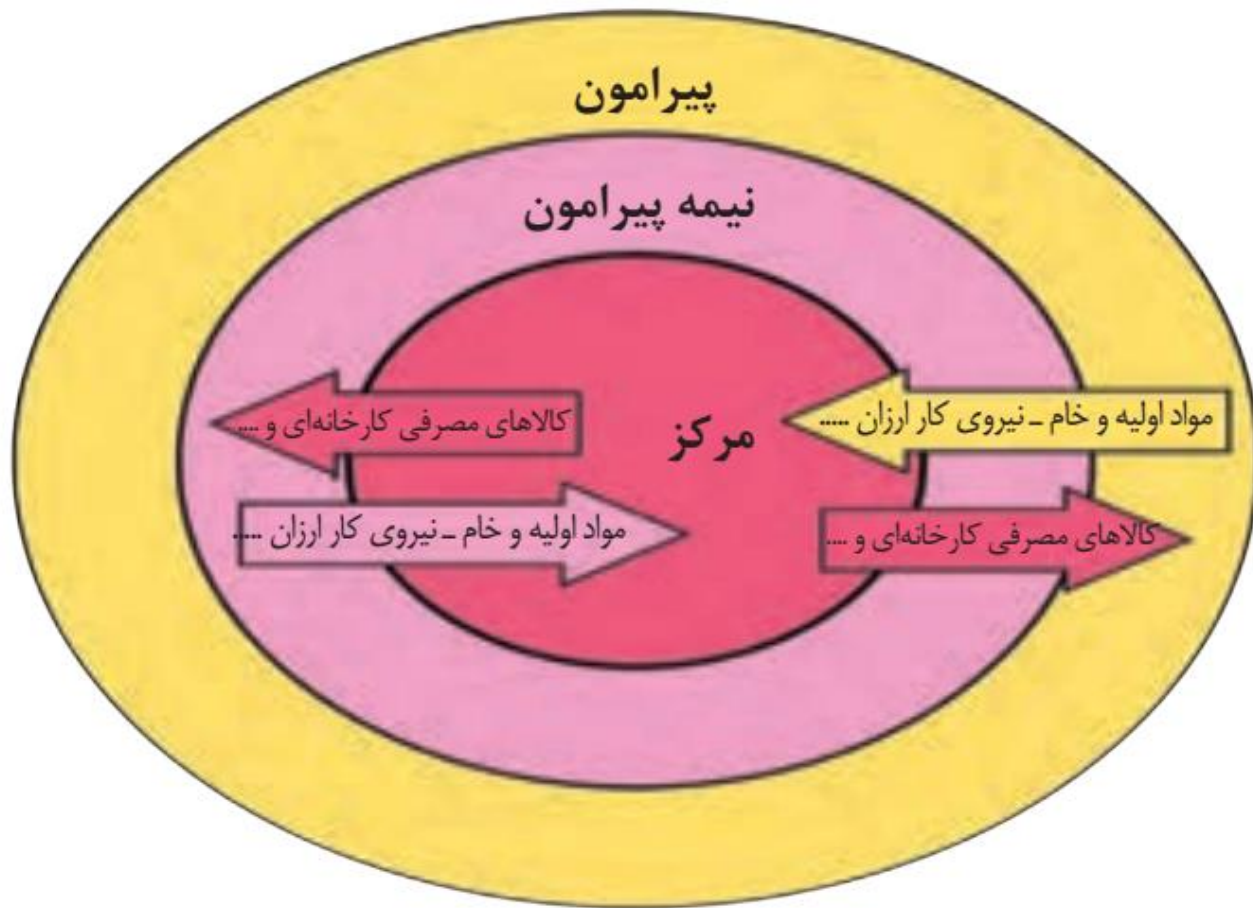 پیرامون
نیمه پیرامون
مواد اولیه و خام ـ نیروی کار ارزان .....
کالاهای مصرفی کارخانه‌ای و .....
مرکز
کالاهای مصرفی کارخانه‌ای و ....
مواد اولیه و خام ـ نیروی کار ارزان .....